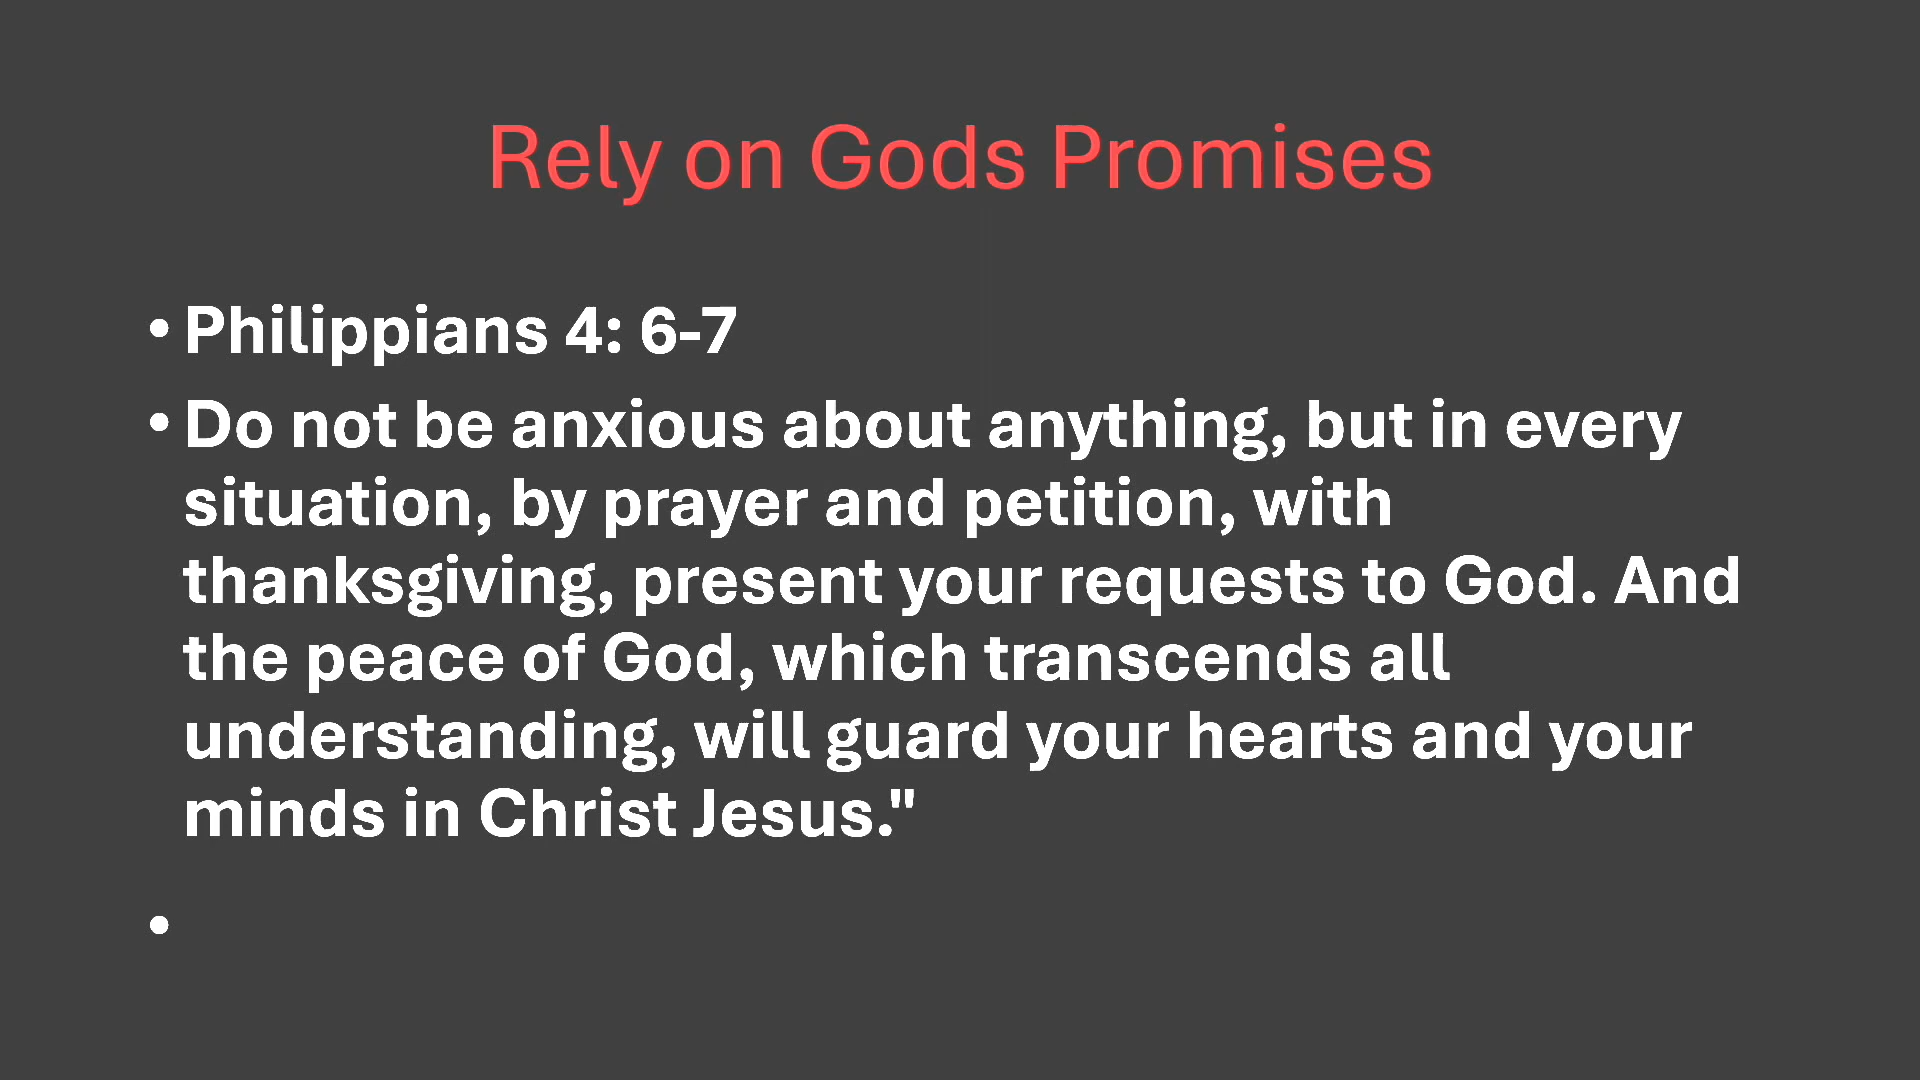 Rely on Gods Promises
• Philippians 4: 6-7
• Do not be anxious about anything, but in every
situation, by prayer and petition, with
thanksgiving, present your requests to God. And
the peace of God, which transcends all
understanding, will guard your hearts and your
minds in Christ Jesus."
•